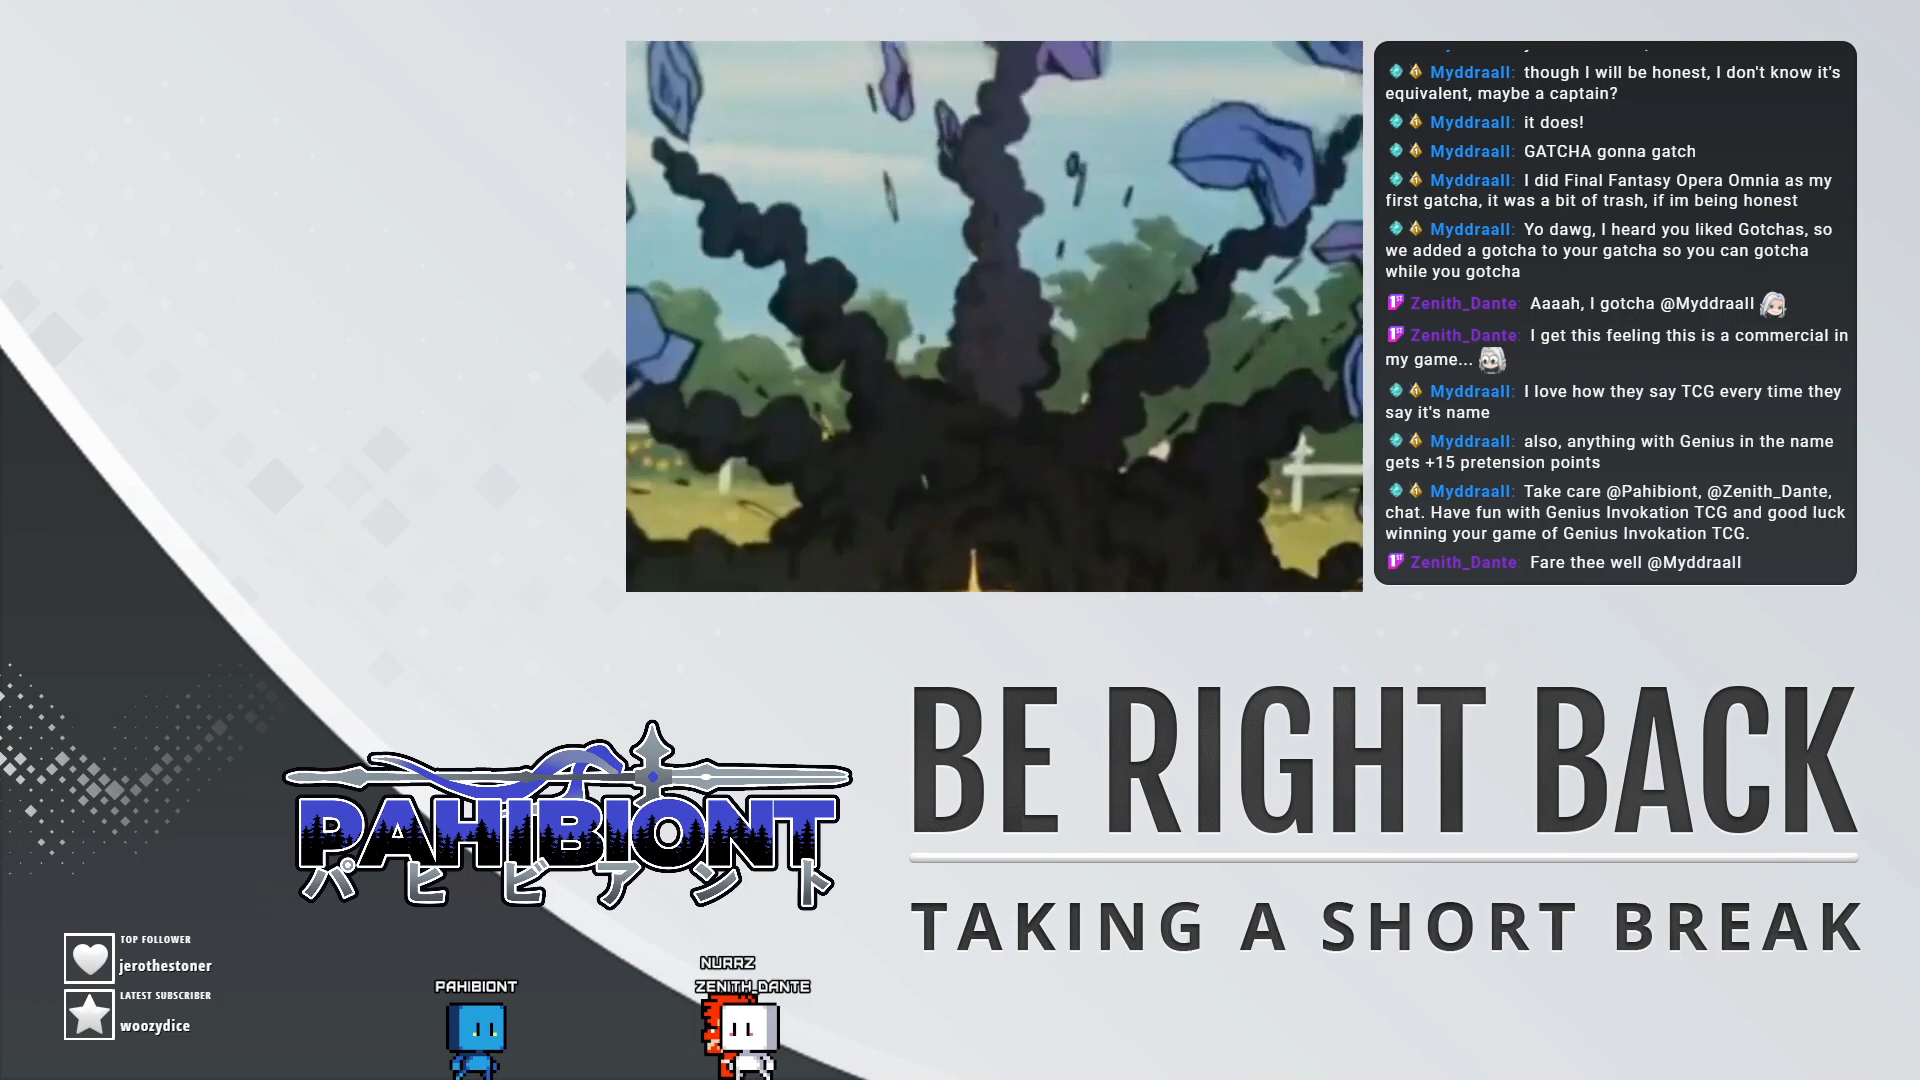 Myddraall: though I will be honest, I don't know it's
equivalent, maybe a captain?
Myddraall: it does!
Myddraall: GATCHA gonna gatch
Myddraall: I did Final Fantasy Opera Omnia as my
first gatcha, it was a bit of trash, if im being honest
Myddraall: Yo dawg, I heard you liked Gotchas, so
we added a gotcha to your gatcha so you can gotcha
while you gotcha
Zenith_Dante: Aaaah, I gotcha @Myddraall
Zenith_Dante: I get this feeling this is a commercial in
my game...
Myddraall: I love how they say TCG every time they
say it's name
Myddraall: also, anything with Genius in the name
gets +15 pretension points
Myddraall: Take care @Pahibiont, @Zenith_Dante,
chat. Have fun with Genius Invokation TCG and good luck
winning your game of Genius Invokation TCG.
Zenith_Dante: Fare thee well @Myddraall
BE RIGHT BACK
TAKING A SHORT BREAK
PAHIBIONT
パヒビアント
TOP FOLLOWER
jerothestoner
LATEST SUBSCRIBER
woozydice
PAHIBIONT
NURRZ
ZENITH_DANTE